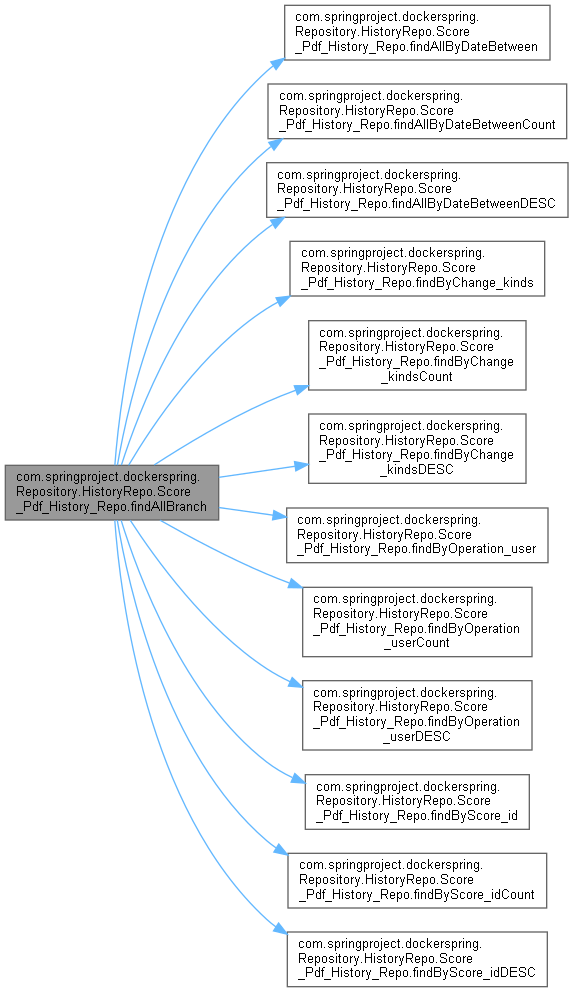 com.springproject.dockerspring.
Repository.HistoryRepo.Score
_Pdf_History_Repo.findAllByDateBetween
com.springproject.dockerspring.
Repository.HistoryRepo.Score
_Pdf_History_Repo.findAllByDateBetweenCount
com.springproject.dockerspring.
Repository.HistoryRepo.Score
_Pdf_History_Repo.findAllByDateBetweenDESC
com.springproject.dockerspring.
Repository.HistoryRepo.Score
_Pdf_History_Repo.findByChange_kinds
com.springproject.dockerspring.
Repository.HistoryRepo.Score
_Pdf_History_Repo.findByChange
_kindsCount
com.springproject.dockerspring.
Repository.HistoryRepo.Score
_Pdf_History_Repo.findByChange
_kindsDESC
com.springproject.dockerspring.
Repository.HistoryRepo.Score
_Pdf_History_Repo.findAllBranch
com.springproject.dockerspring.
Repository.HistoryRepo.Score
_Pdf_History_Repo.findByOperation_user
com.springproject.dockerspring.
Repository.HistoryRepo.Score
_Pdf_History_Repo.findByOperation
_userCount
com.springproject.dockerspring.
Repository.HistoryRepo.Score
_Pdf_History_Repo.findByOperation
_userDESC
com.springproject.dockerspring.
Repository.HistoryRepo.Score
_Pdf_History_Repo.findByScore_id
com.springproject.dockerspring.
Repository.HistoryRepo.Score
_Pdf_History_Repo.findByScore_idCount
com.springproject.dockerspring.
Repository.HistoryRepo.Score
_Pdf_History_Repo.findByScore_idDESC